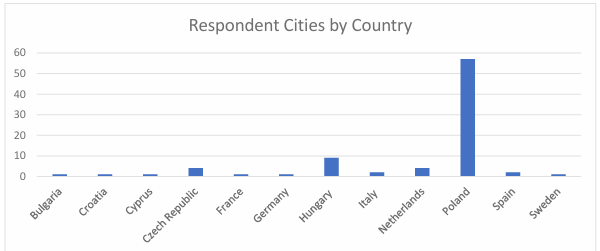 Respondent Cities by Country
60
50
40
30
20
10
0
Bulgaria
Croatia
Cyprus
Czech Republic
France
Germany
Hungary
Italy
Netherlands
Poland
Spain
Sweden